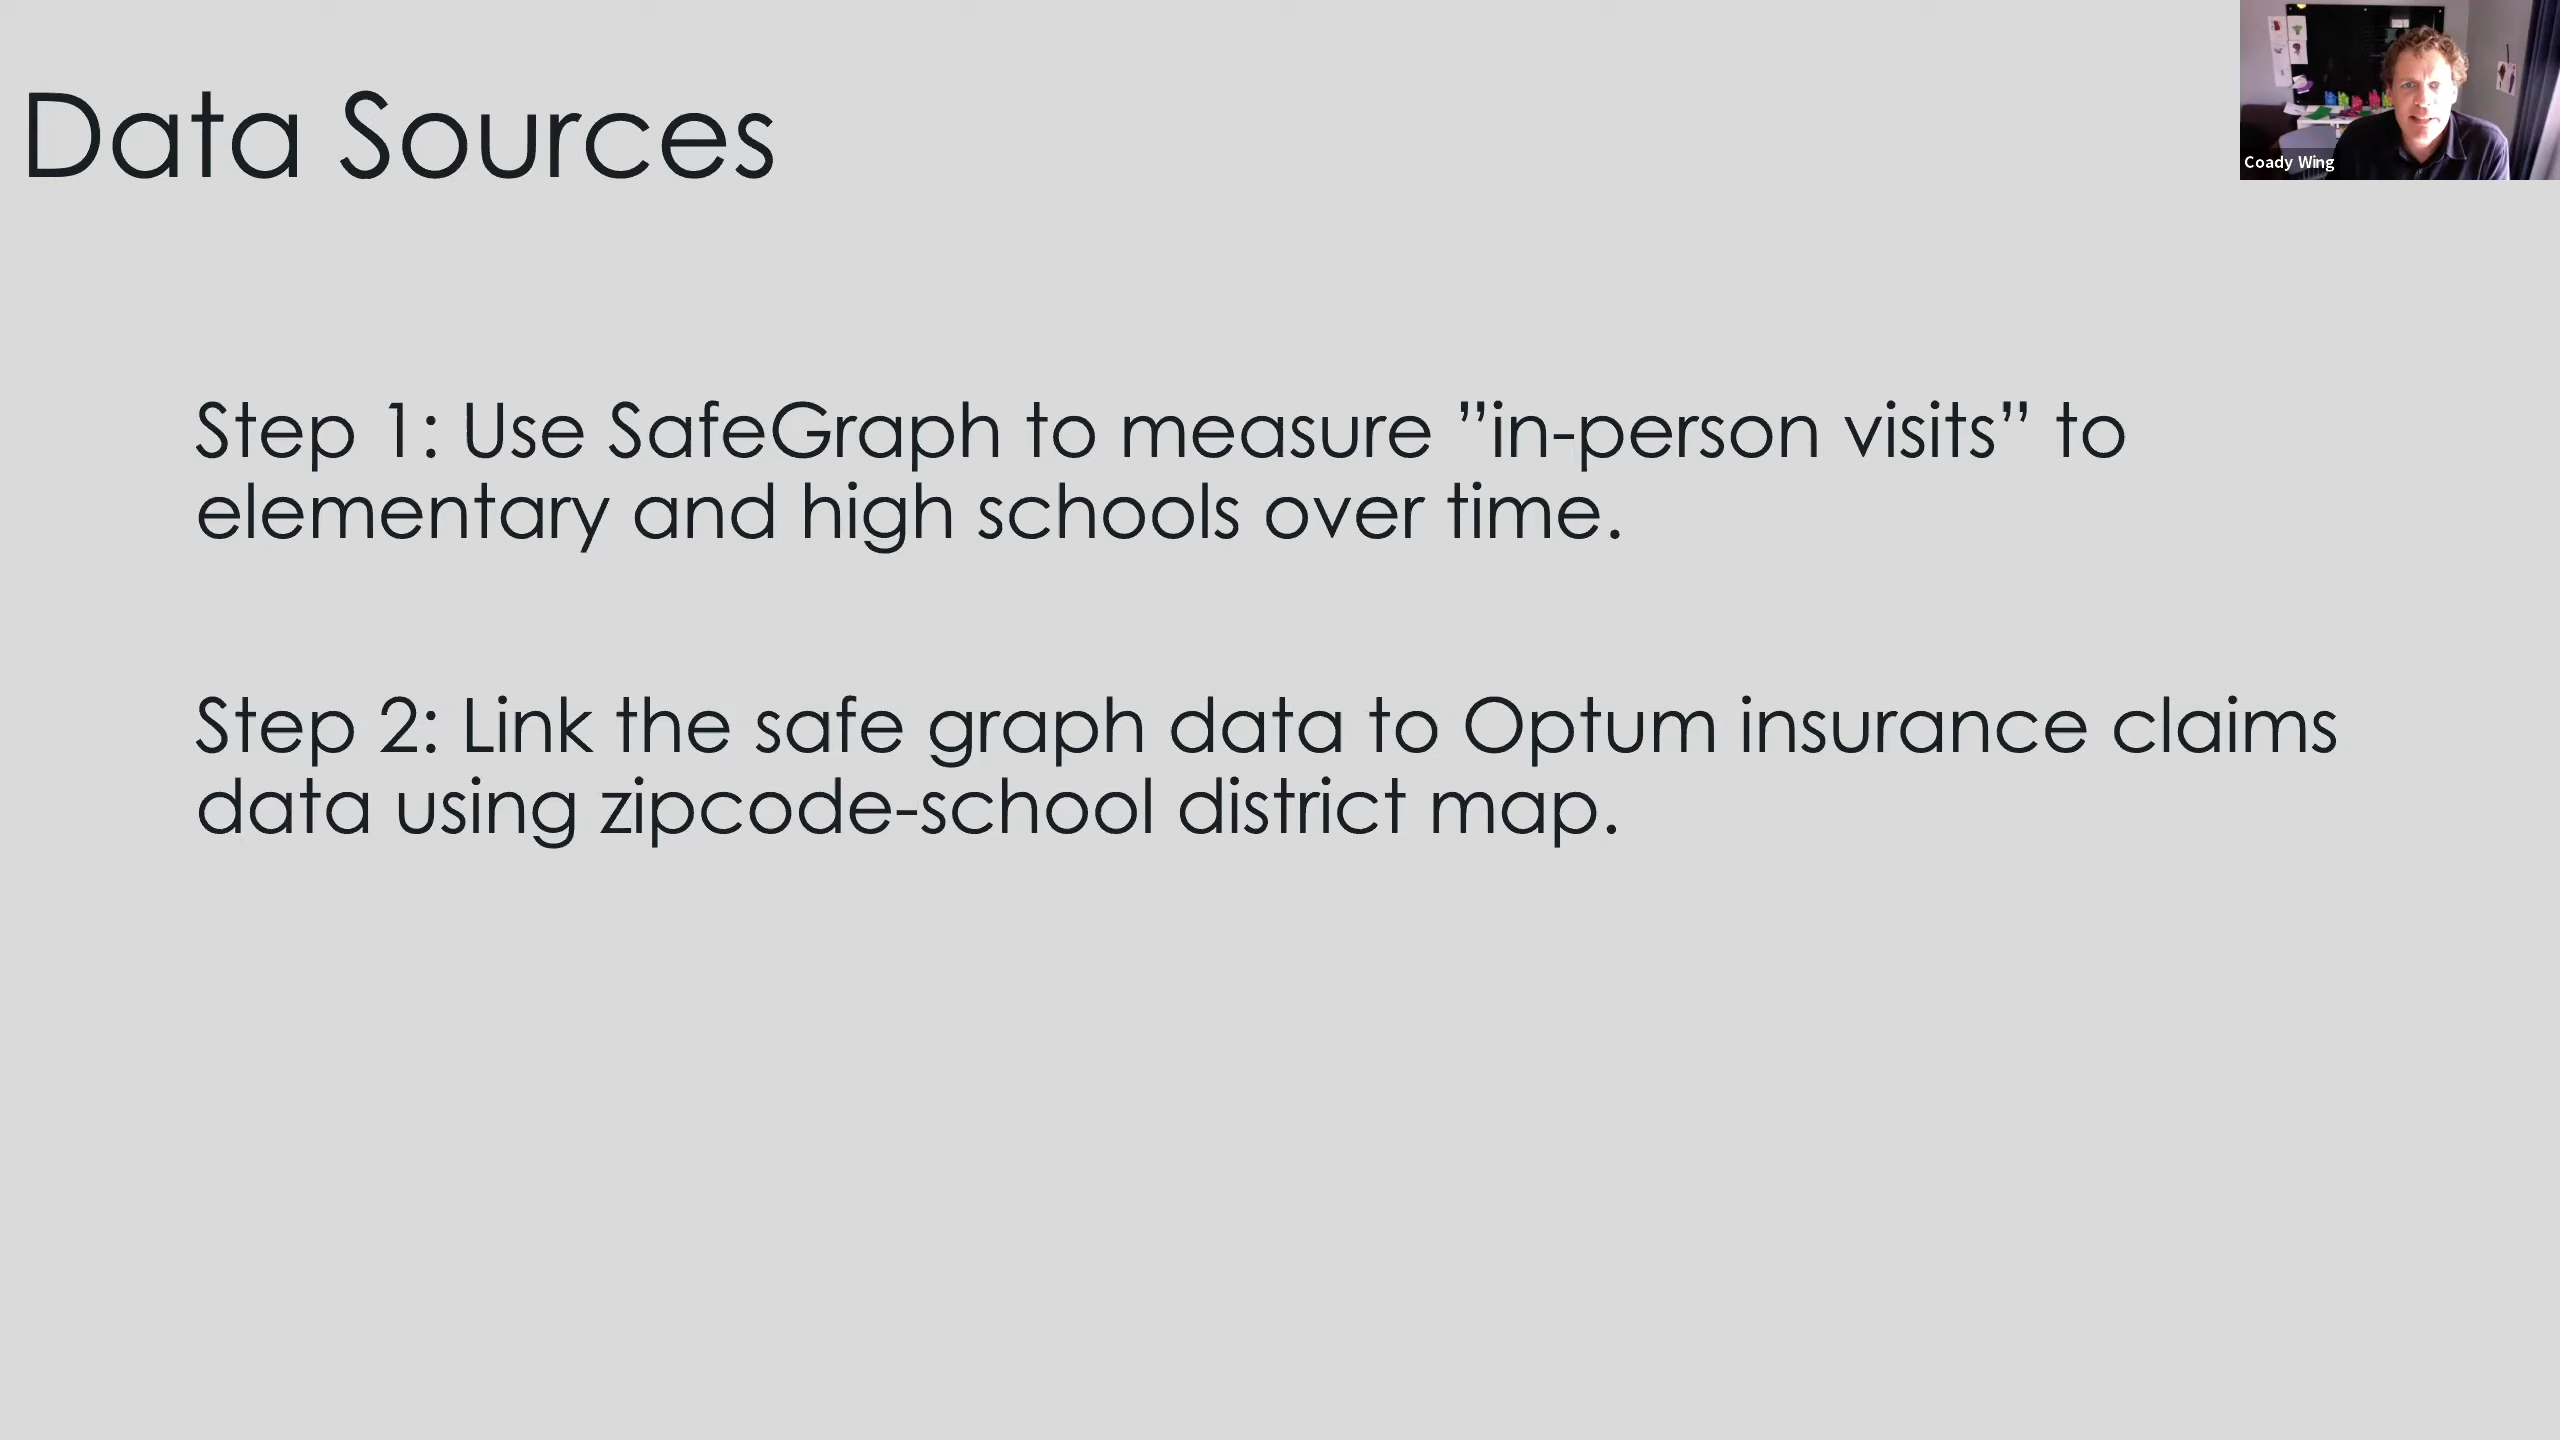 Data Sources
Coady Wing
Step 1: Use SafeGraph to measure ”in-person visits” to
elementary and high schools over time.
Step 2: Link the safe graph data to Optum insurance claims
data using zipcode-school district map.